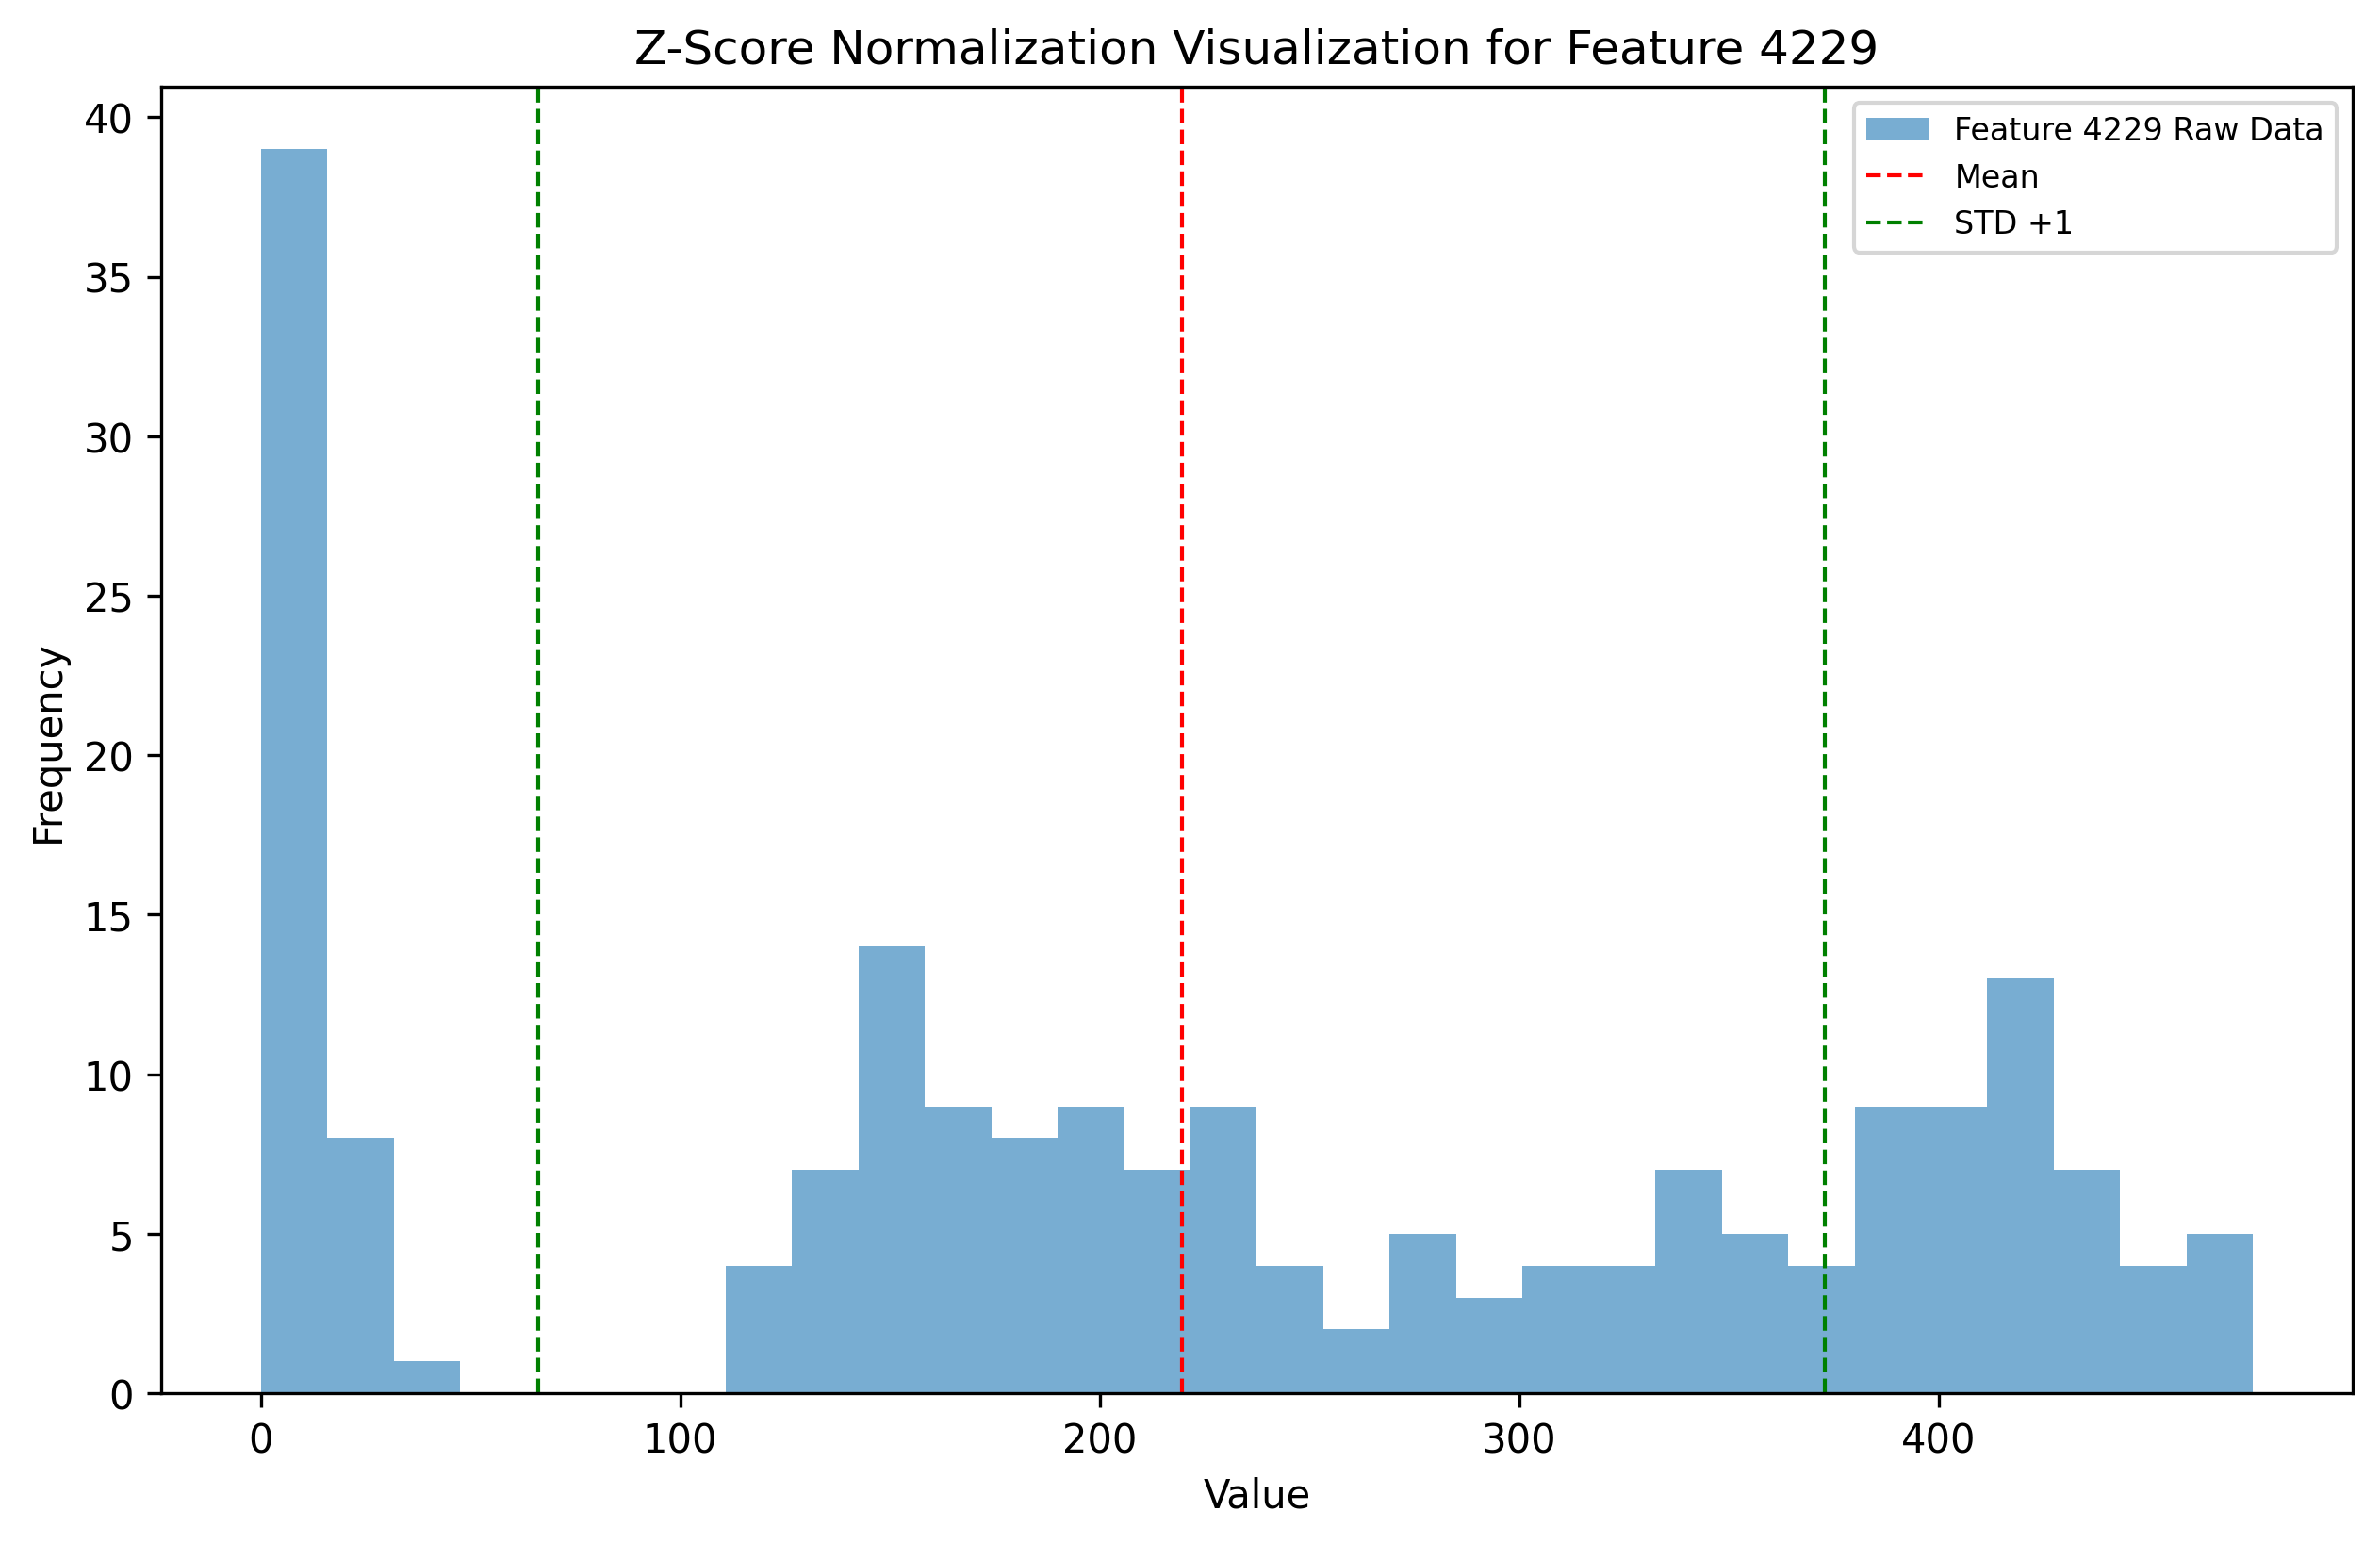 Z-Score Normalization Visualization for Feature 4229
Feature 4229 Raw Data
Mean
STD +1
40
35
30
25
20
15
10
5
0
Frequency
0 100 200 300 400
Value